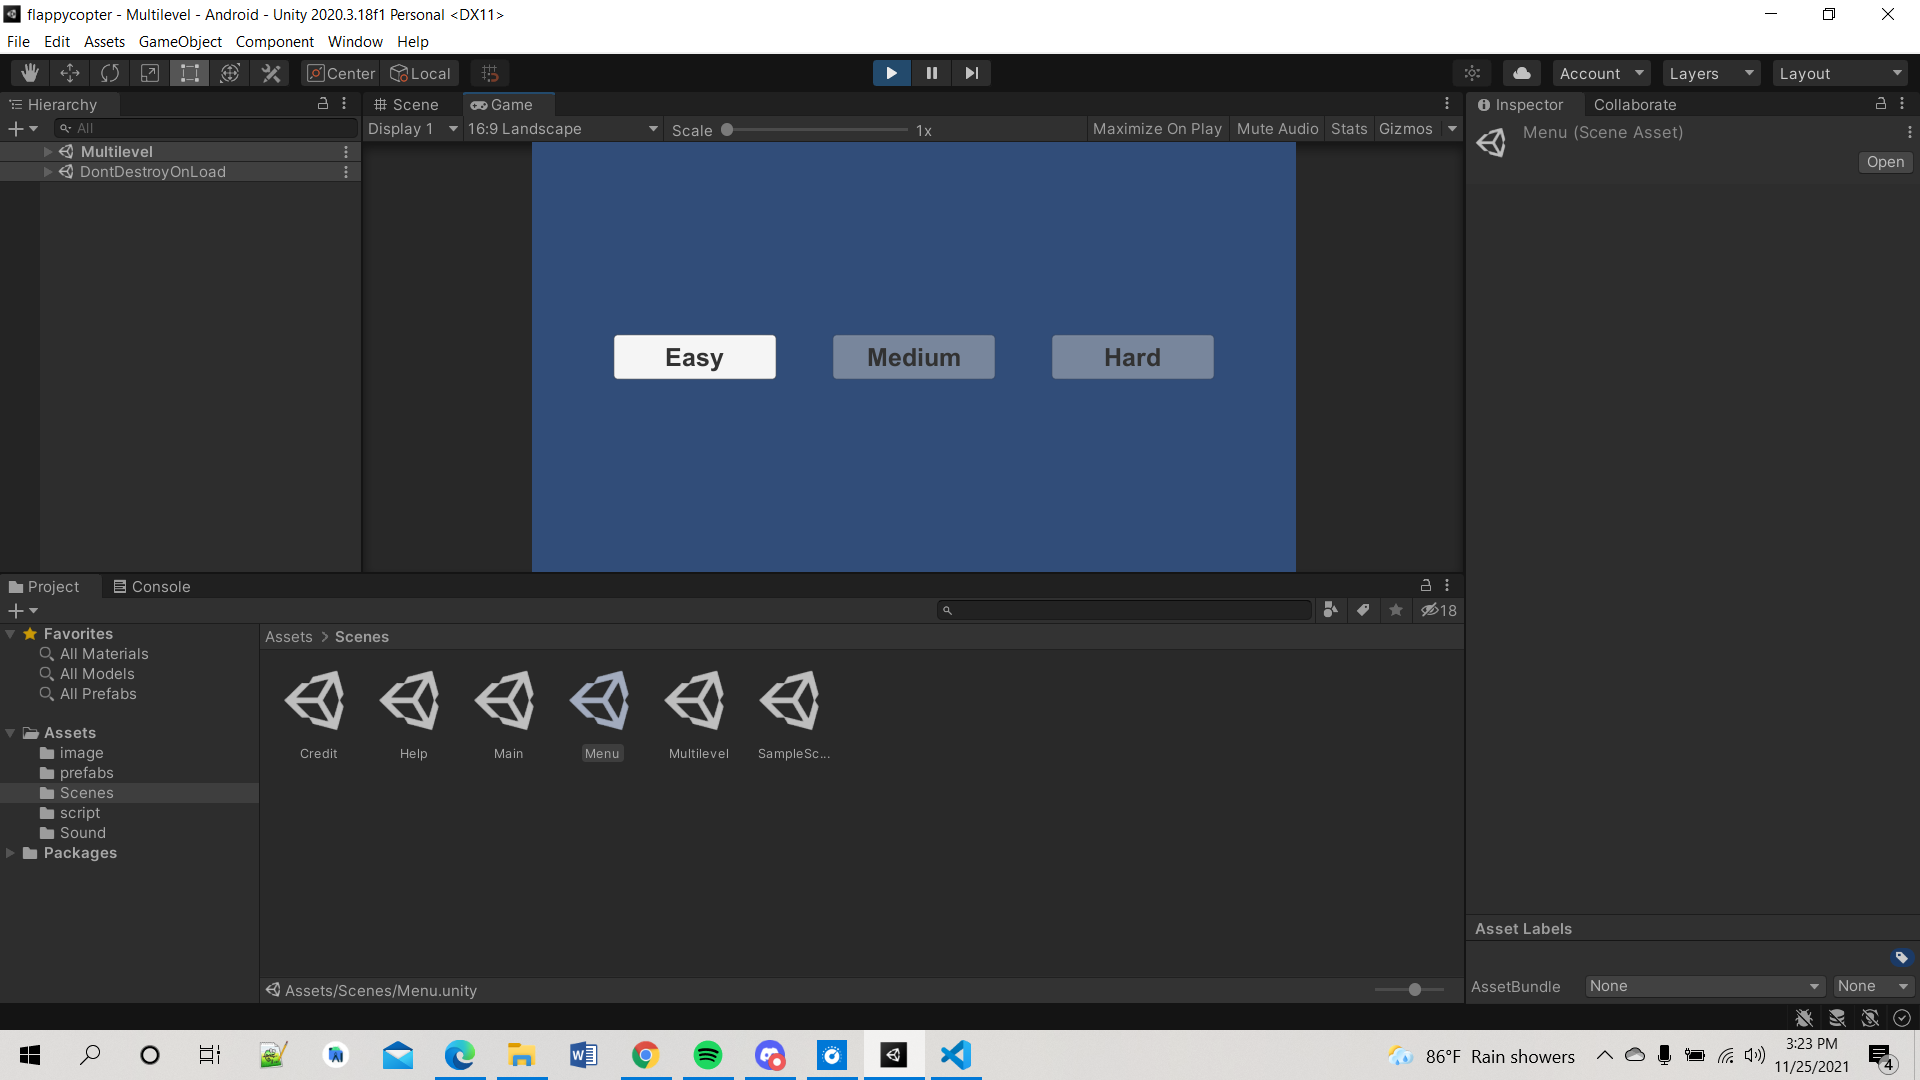 flappycopter - Multilevel - Android - Unity 2020.3.18f1 Personal <DX11>
File Edit Assets GameObject Component Window Help
Center Local Account Layers Layout
Hierarchy Scene Game Inspector Collaborate
All Display 1 16:9 Landscape Scale 1x Maximize On Play Mute Audio Stats Gizmos
Menu (Scene Asset)
Open
Multilevel
DontDestroyOnLoad
Easy Medium Hard
Project Console
18
Favorites
All Materials
All Models
All Prefabs
Assets
image
prefabs
Scenes
script
Sound
Packages
Assets > Scenes
Credit Help Main Menu Multilevel SampleSc...
Assets/Scenes/Menu.unity
Asset Labels
AssetBundle None None
86°F Rain showers
3:23 PM
11/25/2021
4